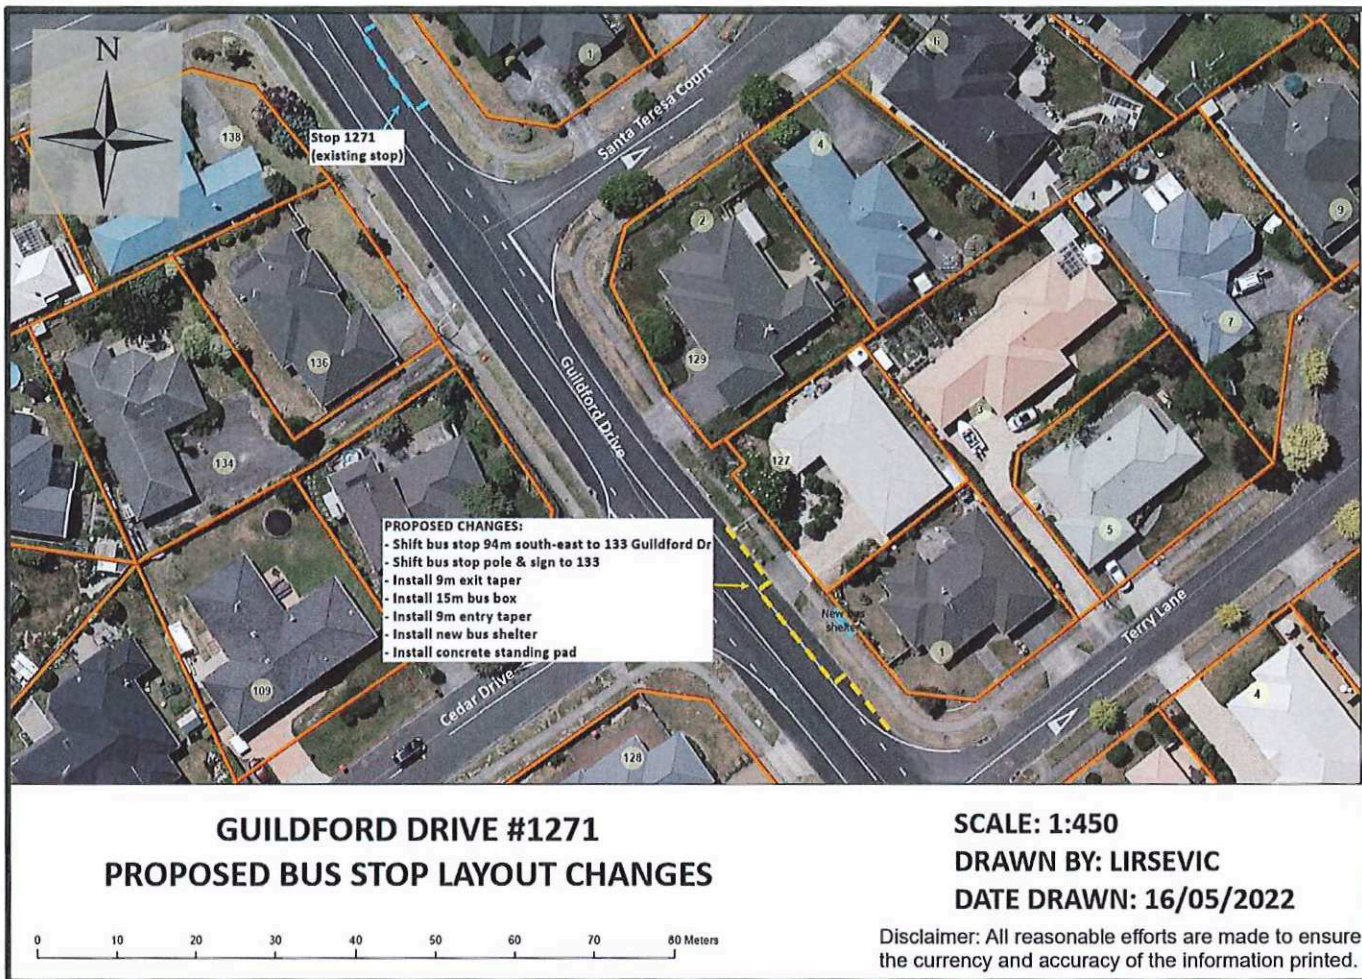 N
138
Stop 1271
(existing stop)
1
Santa Teresa Court
6
4
2
9
7
136
129
Guildford Drive
134
127
3
5
PROPOSED CHANGES:
- Shift bus stop 94m south-east to 133 Guildford Dr
- Shift bus stop pole & sign to 133
- Install 9m exit taper
- Install 15m bus box
- Install 9m entry taper
- Install new bus shelter
- Install concrete standing pad
New bus
shelter
1
Terry Lane
109
Cedar Drive
128
4
GUILDFORD DRIVE #1271
PROPOSED BUS STOP LAYOUT CHANGES
0 10 20 30 40 50 60 70 80 Meters
SCALE: 1:450
DRAWN BY: LIRSEVIC
DATE DRAWN: 16/05/2022
Disclaimer: All reasonable efforts are made to ensure
the currency and accuracy of the information printed.